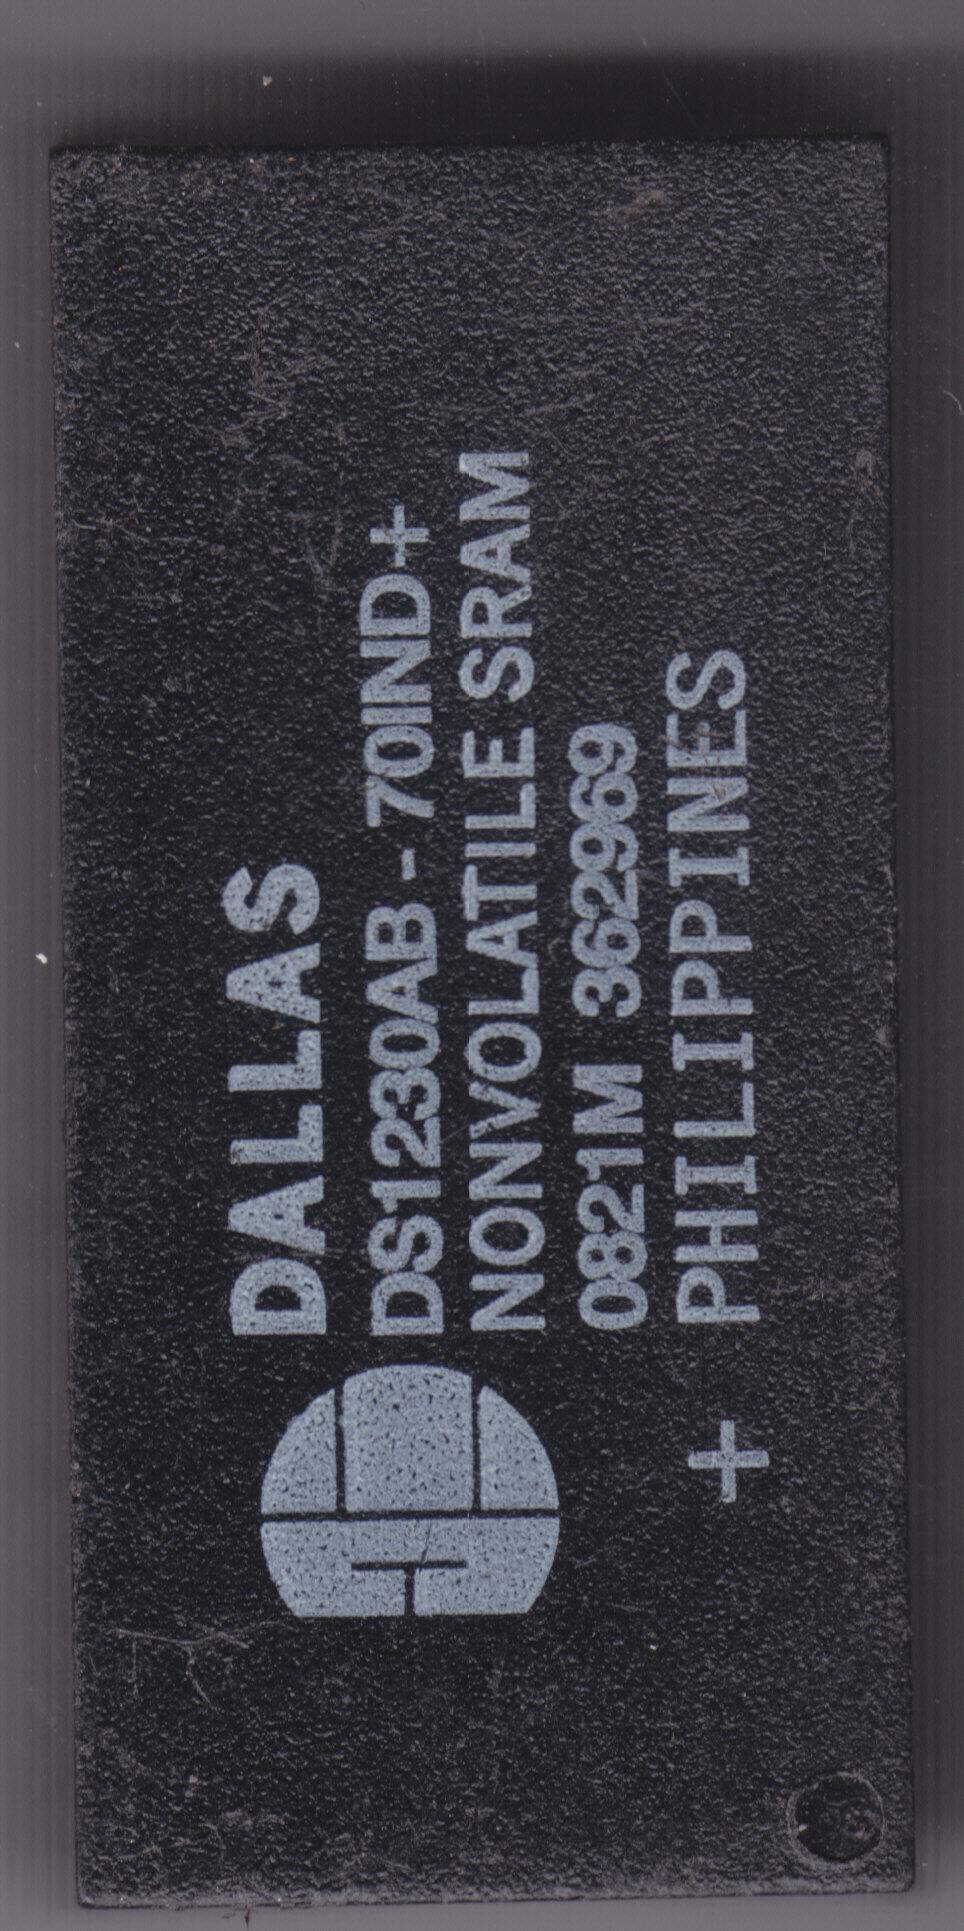 DALLAS
DS1230AB-70IND+
NONVOLATILE SRAM
0821M 362969
+ PHILIPPINES